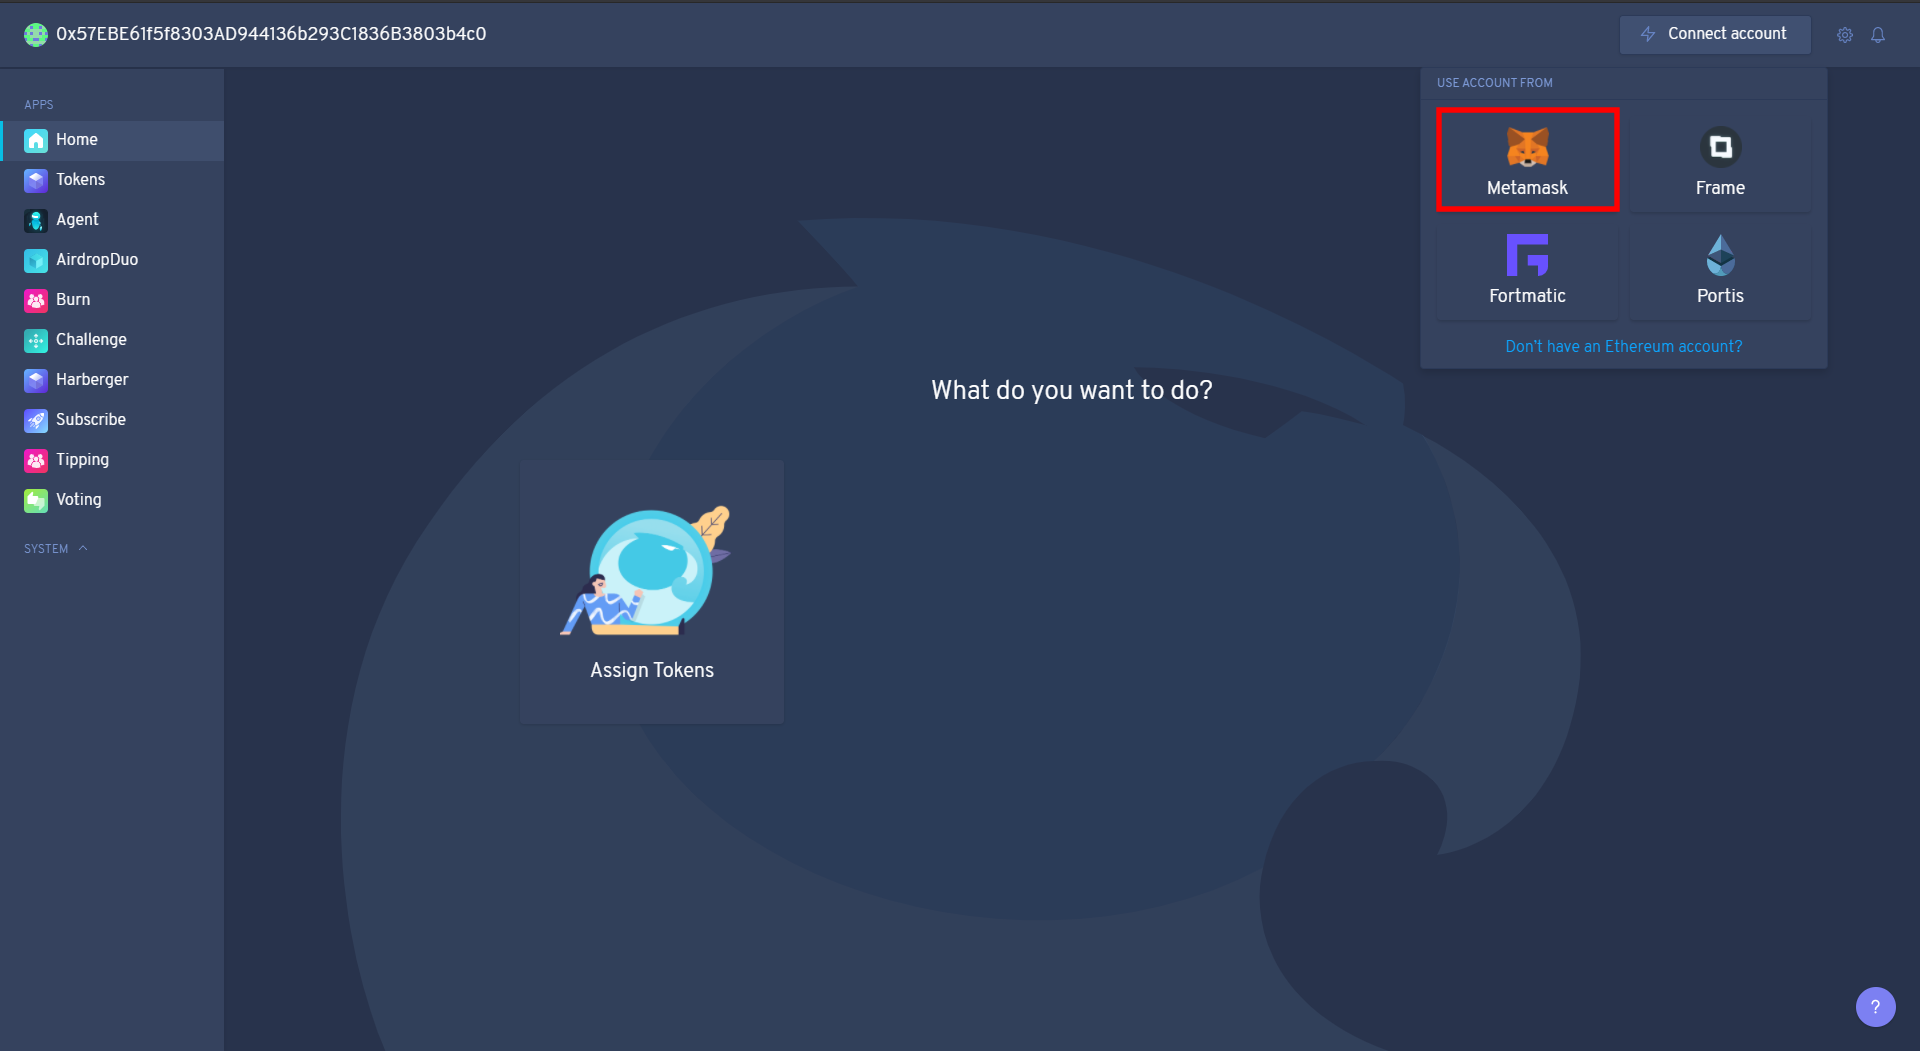 0x57EBE61f5f8303AD944136b293C1836B3803b4c0
Connect account
APPS
Home
Tokens
Agent
AirdropDuo
Burn
Challenge
Harberger
Subscribe
Tipping
Voting
SYSTEM
USE ACCOUNT FROM
Metamask
Frame
Fortmatic
Portis
Don't have an Ethereum account?
What do you want to do?
Assign Tokens
?